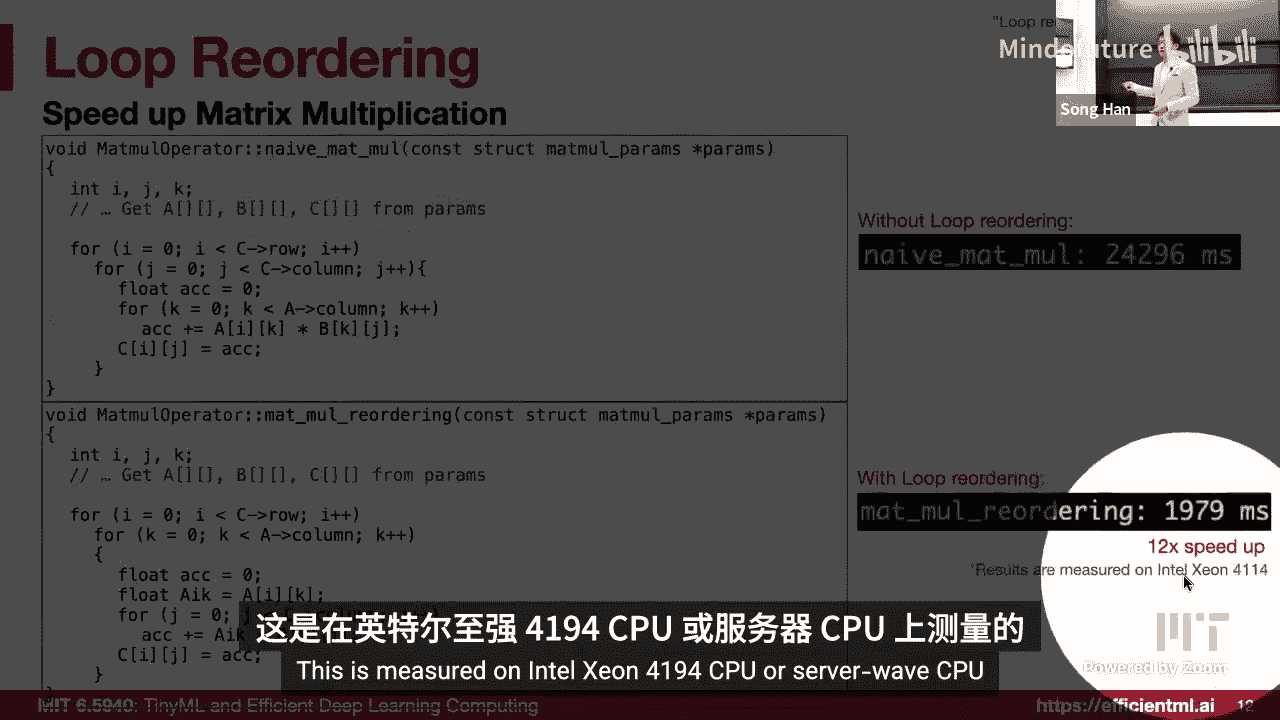 "Loop re
Loop Reordering
MindsFuture bilibili
Song Han
Speed up Matrix Multiplication
void MatmulOperator::naive_mat_mul(const struct matmul_params *params)
{
int i, j, k;
// … Get A[][], B[][], C[][] from params
for (i = 0; i < C->row; i++)
for (j = 0; j < C->column; j++){
float acc = 0;
for (k = 0; k < A->column; k++)
acc += A[i][k] * B[k][j];
C[i][j] = acc;
}
}
Without Loop reordering:
naive_mat_mul: 24296 ms
void MatmulOperator::mat_mul_reordering(const struct matmul_params *params)
{
int i, j, k;
// … Get A[][], B[][], C[][] from params
for (i = 0; i < C->row; i++)
for (k = 0; k < A->column; k++)
{
float acc = 0;
float Aik = A[i][k];
for (j = 0;
acc += Aik
C[i][j] = acc;
}
With Loop reordering:
mat_mul_reordering: 1979 ms
12x speed up
*Results are measured on Intel Xeon 4114
这是在英特尔至强 4194 CPU 或服务器 CPU 上测量的
This is measured on Intel Xeon 4194 CPU or server-wave CPU
MIT
Powered by Zoom
MIT 6.5940: TinyML and Efficient Deep Learning Computing
https://efficientml.ai